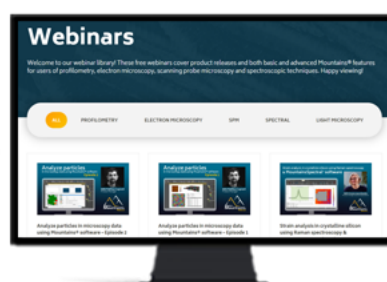 Webinars
Welcome to our webinar library! These free webinars cover product releases and both basic and advanced Mountains® features
for users of profilometry, electron microscopy, scanning probe microscopy and spectroscopic techniques. Happy viewing!
ALL PROFILOMETRY ELECTRON MICROSCOPY SPM SPECTRAL LIGHT MICROSCOPY
Analyze particles Analyze particles
Analyze particles in microscopy data Analyze particles in microscopy data Strain analysis in crystalline silicon
using Mountains® software – Episode 2 using Mountains® software – Episode 1 using Raman spectroscopy &